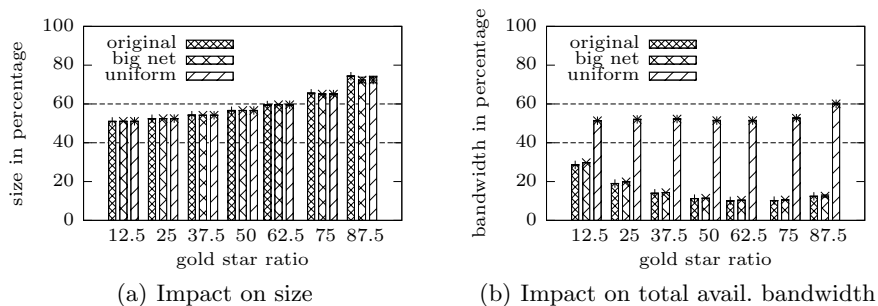 100
80
60
40
20
0
size in percentage
original
big net
uniform
12.5 25 37.5 50 62.5 75 87.5
gold star ratio
(a) Impact on size
100
80
60
40
20
0
bandwidth in percentage
original
big net
uniform
12.5 25 37.5 50 62.5 75 87.5
gold star ratio
(b) Impact on total avail. bandwidth